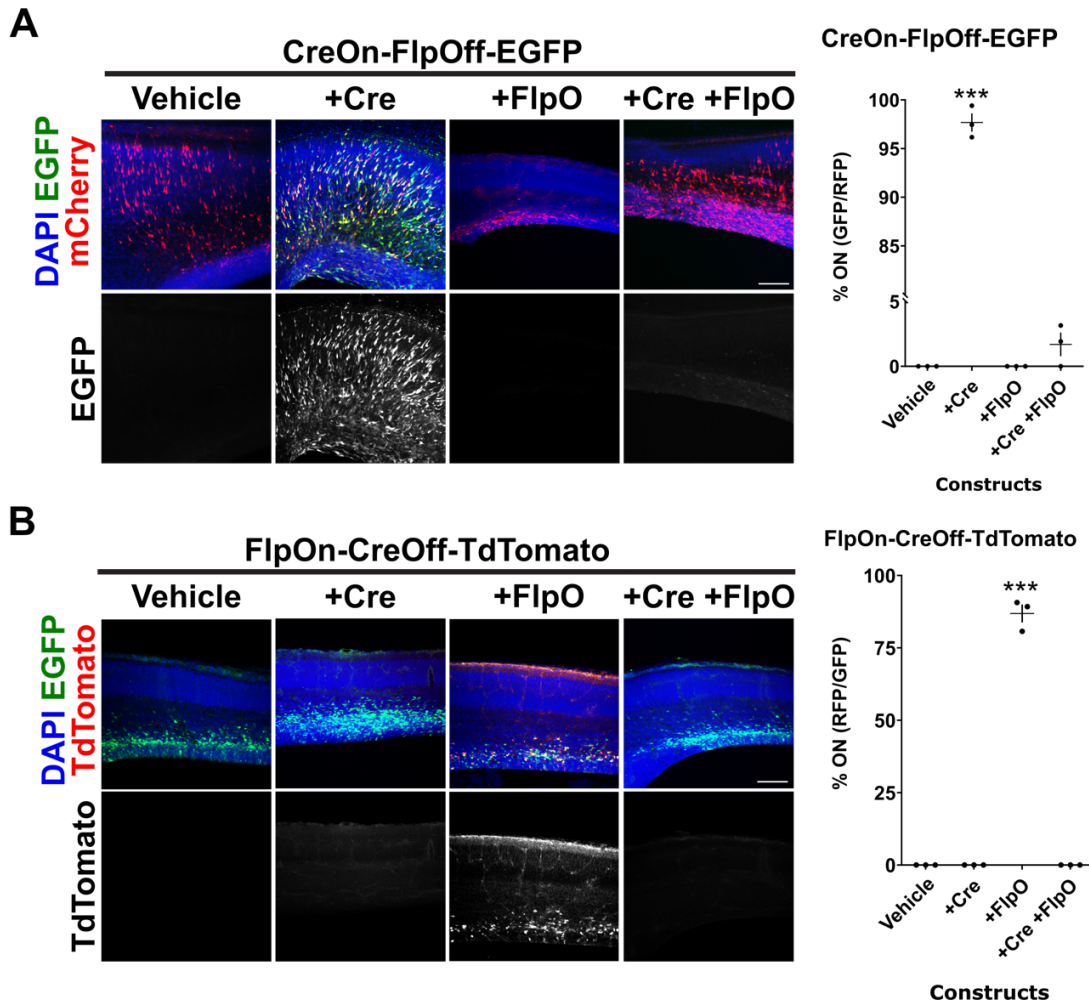 A
CreOn-FlpOff-EGFP
Vehicle
+Cre
+FlpO
+Cre +FlpO
DAPI EGFP
mCherry
EGFP
CreOn-FlpOff-EGFP
***
% ON (GFP/RFP)
100
95
90
85
5
0
Vehicle
+Cre
+FlpO
+Cre +FlpO
Constructs
B
FlpOn-CreOff-TdTomato
Vehicle
+Cre
+FlpO
+Cre +FlpO
DAPI EGFP
TdTomato
TdTomato
FlpOn-CreOff-TdTomato
***
% ON (RFP/GFP)
100
75
50
25
0
Vehicle
+Cre
+FlpO
+Cre +FlpO
Constructs